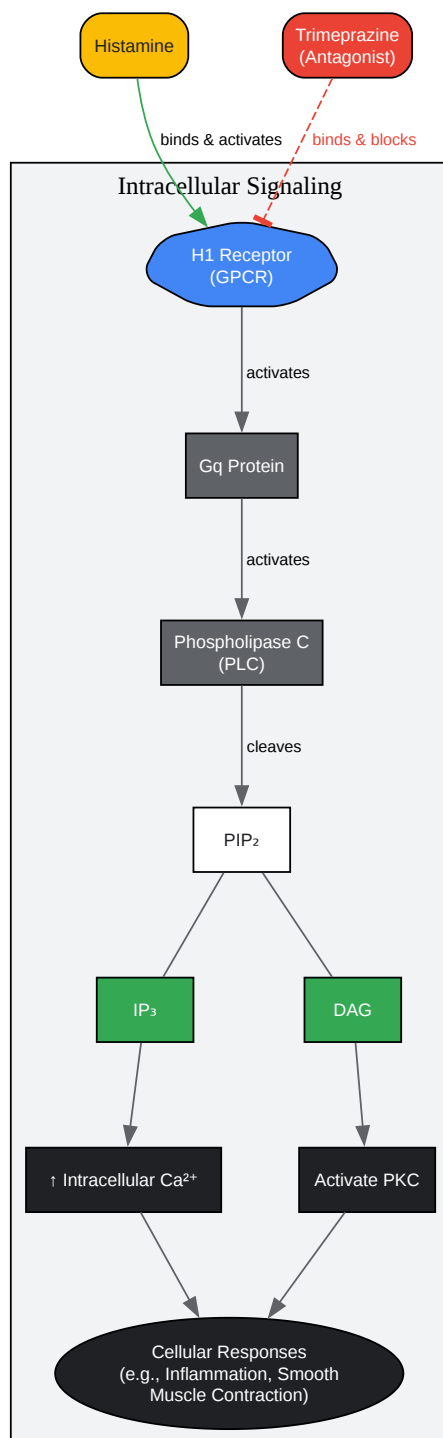 Histamine
Trimeprazine
(Antagonist)
binds & activates
binds & blocks
Intracellular Signaling
H1 Receptor
(GPCR)
activates
Gq Protein
activates
Phospholipase C
(PLC)
cleaves
PIP₂
IP₃
DAG
↑ Intracellular Ca²⁺
Activate PKC
Cellular Responses
(e.g., Inflammation, Smooth
Muscle Contraction)